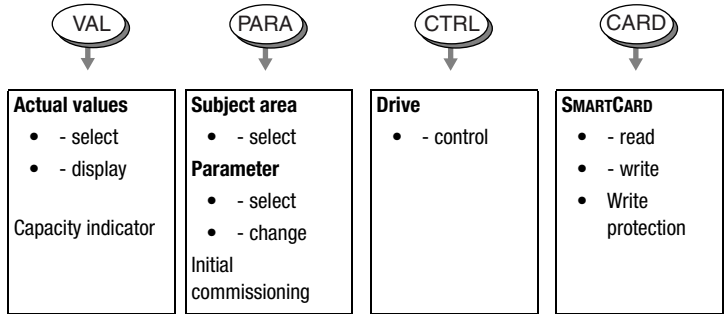 VAL
PARA
CTRL
CARD
Actual values
• - select
• - display
Capacity indicator
Subject area
• - select
Parameter
• - select
• - change
Initial
commissioning
Drive
• - control
SMARTCARD
• - read
• - write
• Write
protection